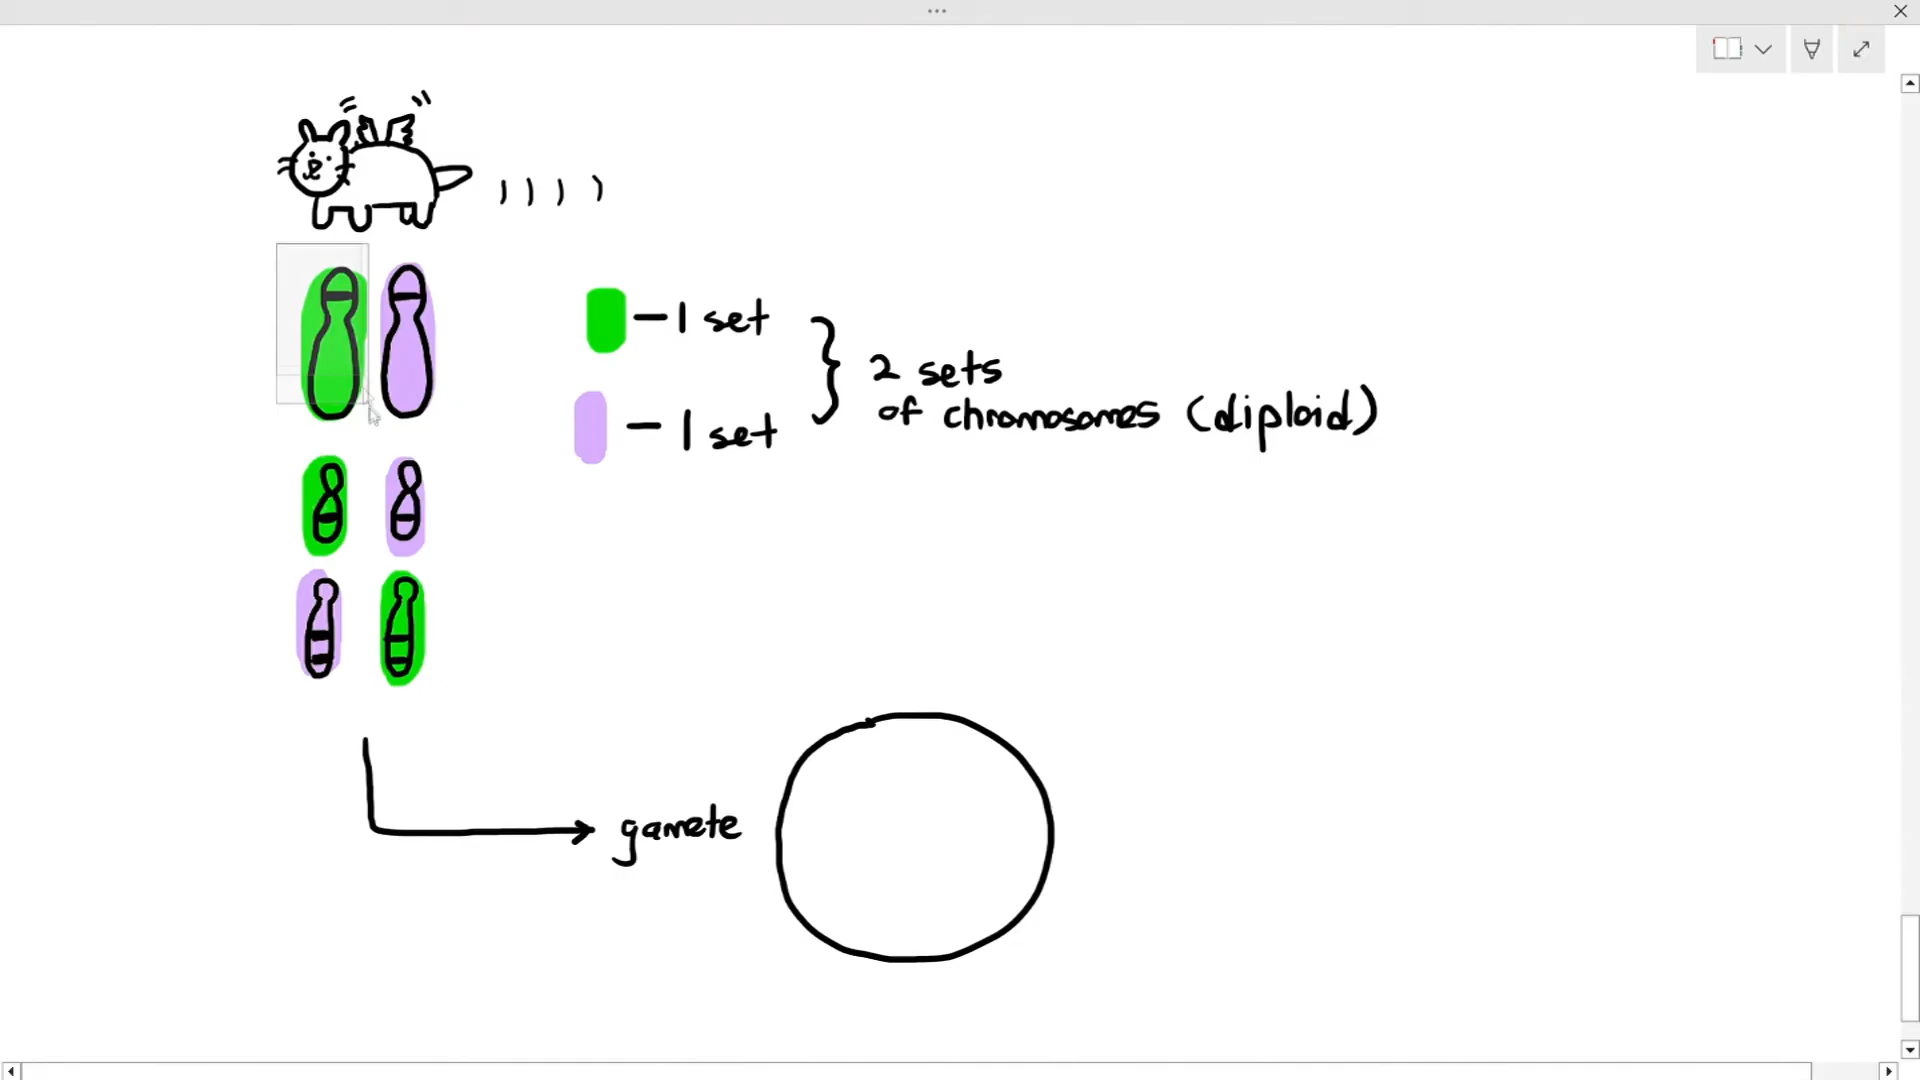 – 1 set
– 1 set
2 sets
of chromosomes (diploid)
gamete